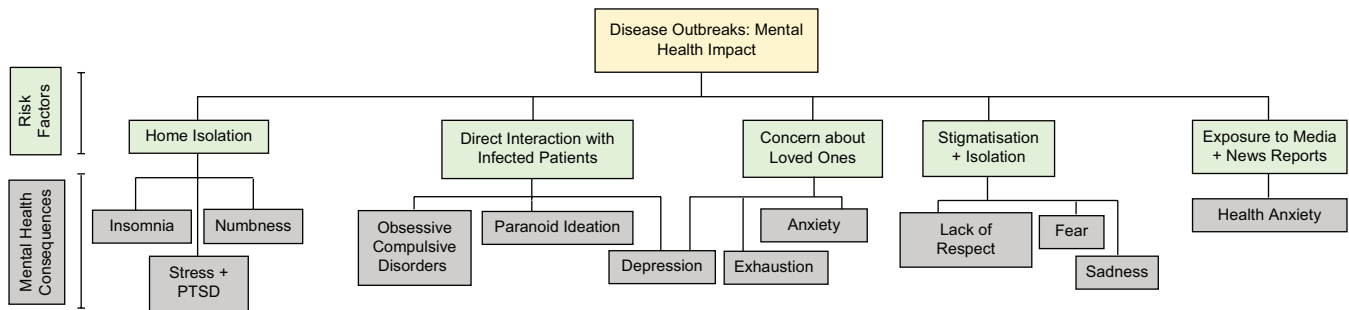 Disease Outbreaks: Mental
Health Impact
Risk
Factors
Home Isolation
Direct Interaction with
Infected Patients
Concern about
Loved Ones
Stigmatisation
+ Isolation
Exposure to Media
+ News Reports
Mental Health
Consequences
Insomnia
Numbness
Stress +
PTSD
Obsessive
Compulsive
Disorders
Paranoid Ideation
Depression
Exhaustion
Anxiety
Lack of
Respect
Fear
Sadness
Health Anxiety